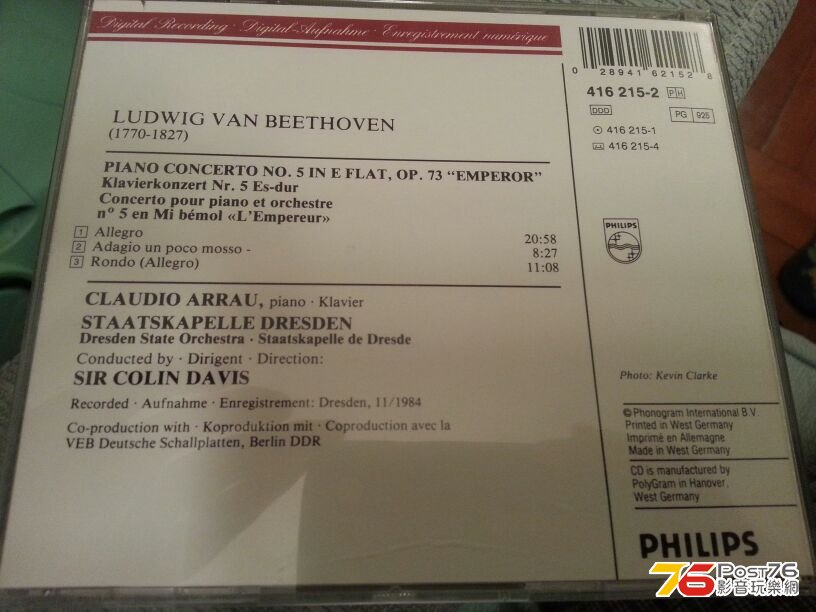 Digital Recording · Digital-Aufnahme · Enregistrement numérique
LUDWIG VAN BEETHOVEN
(1770-1827)
PIANO CONCERTO NO. 5 IN E FLAT, OP. 73 “EMPEROR”
Klavierkonzert Nr. 5 Es-dur
Concerto pour piano et orchestre
nº 5 en Mi bémol «L’Empereur»
1 Allegro 20:58
2 Adagio un poco mosso - 8:27
3 Rondo (Allegro) 11:08
CLAUDIO ARRAU, piano · Klavier
STAATSKAPELLE DRESDEN
Dresden State Orchestra · Staatskapelle de Dresde
Conducted by · Dirigent · Direction:
SIR COLIN DAVIS
Recorded · Aufnahme · Enregistrement: Dresden, 11/1984
Co-production with · Koproduktion mit · Coproduction avec la
VEB Deutsche Schallplatten, Berlin DDR
0 28941 62152 8
416 215-2 PH
DDD
PG 925
416 215-1
416 215-4
PHILIPS
Photo: Kevin Clarke
© Phonogram International B.V.
Printed in West Germany
Imprimé en Allemagne
Made in West Germany
CD is manufactured by
PolyGram in Hanover,
West Germany
PHILIPS
76 Post76
影音玩樂網